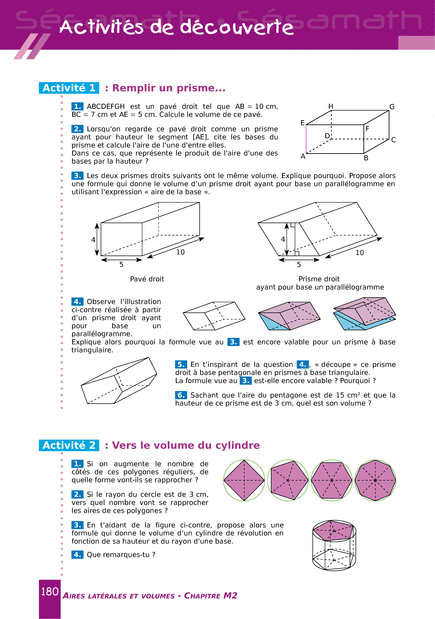 Sésamath Sésamath
Activités de découverte
Activité 1 : Remplir un prisme...
1. ABCDEFGH est un pavé droit tel que AB = 10 cm,
BC = 7 cm et AE = 5 cm. Calcule le volume de ce pavé.
2. Lorsqu'on regarde ce pavé droit comme un prisme
ayant pour hauteur le segment [AE], cite les bases du
prisme et calcule l'aire de l'une d'entre elles.
Dans ce cas, que représente le produit de l'aire d'une des
bases par la hauteur ?
H G
E F
D C
A B
3. Les deux prismes droits suivants ont le même volume. Explique pourquoi. Propose alors
une formule qui donne le volume d'un prisme droit ayant pour base un parallélogramme en
utilisant l'expression « aire de la base ».
4 5 10
4 5 10
Pavé droit
Prisme droit
ayant pour base un parallélogramme
4. Observe l'illustration
ci-contre réalisée à partir
d'un prisme droit ayant
pour base un
parallélogramme.
Explique alors pourquoi la formule vue au 3. est encore valable pour un prisme à base
triangulaire.
5. En t'inspirant de la question 4., « découpe » ce prisme
droit à base pentagonale en prismes à base triangulaire.
La formule vue au 3. est-elle encore valable ? Pourquoi ?
6. Sachant que l'aire du pentagone est de 15 cm² et que la
hauteur de ce prisme est de 3 cm, quel est son volume ?
Activité 2 : Vers le volume du cylindre
1. Si on augmente le nombre de
côtés de ces polygones réguliers, de
quelle forme vont-ils se rapprocher ?
2. Si le rayon du cercle est de 3 cm,
vers quel nombre vont se rapprocher
les aires de ces polygones ?
3. En t'aidant de la figure ci-contre, propose alors une
formule qui donne le volume d'un cylindre de révolution en
fonction de sa hauteur et du rayon d'une base.
4. Que remarques-tu ?
180 AIRES LATÉRALES ET VOLUMES - CHAPITRE M2